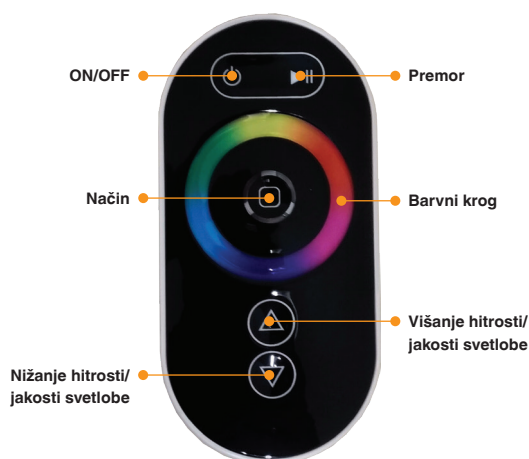 ON/OFF
Premor
Način
Barvni krog
Višanje hitrosti/
jakosti svetlobe
Nižanje hitrosti/
jakosti svetlobe